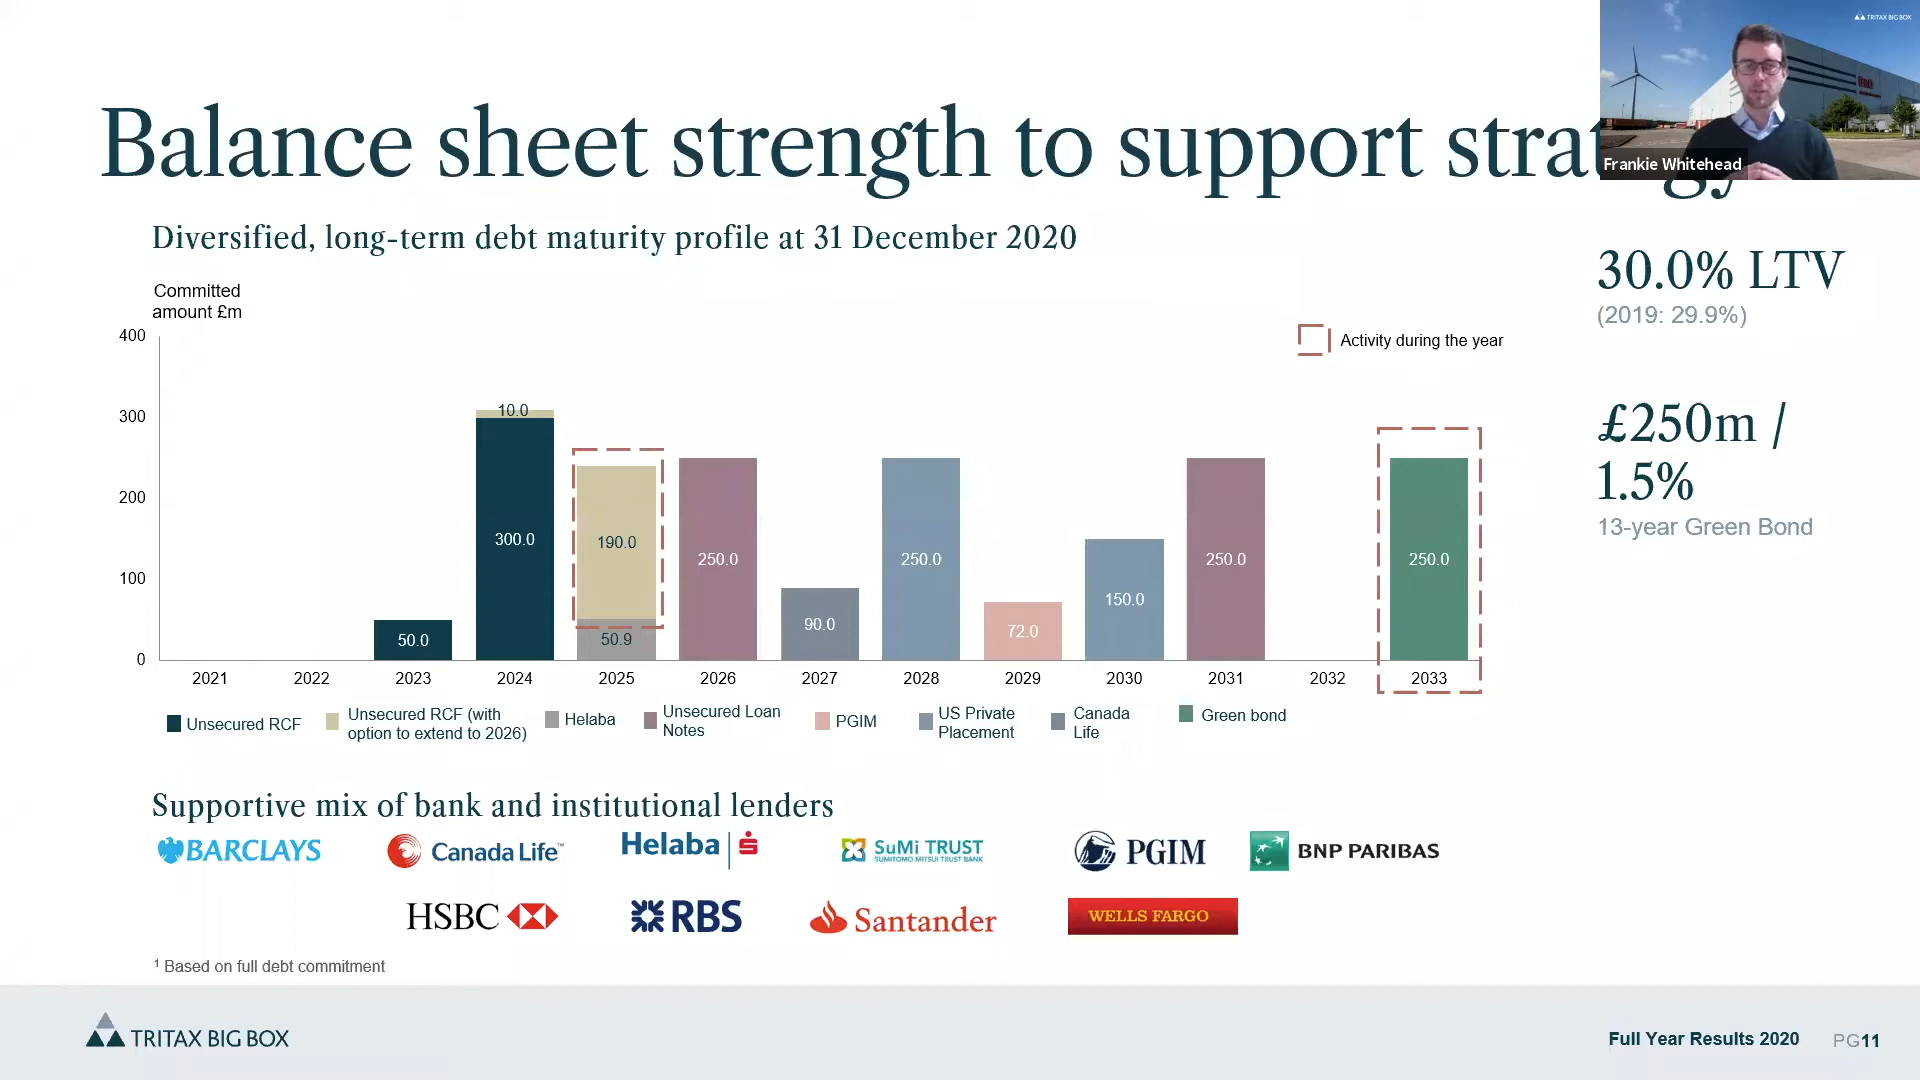 TRITAX BIG BOX
Frankie Whitehead
Balance sheet strength to support
Diversified, long-term debt maturity profile at 31 December 2020
Committed
amount £m
400
300
200
100
0
Activity during the year
10.0
300.0
190.0
50.9
50.0
250.0
90.0
250.0
72.0
150.0
250.0
250.0
2021 2022 2023 2024 2025 2026 2027 2028 2029 2030 2031 2032 2033
Unsecured RCF
Unsecured RCF (with
option to extend to 2026)
Helaba
Unsecured Loan
Notes
PGIM
US Private
Placement
Canada
Life
Green bond
30.0% LTV
(2019: 29.9%)
£250m /
1.5%
13-year Green Bond
Supportive mix of bank and institutional lenders
BARCLAYS
Canada Life™
Helaba
SuMi TRUST
SUMITOMO MITSUI TRUST BANK
PGIM
BNP PARIBAS
HSBC
RBS
Santander
WELLS FARGO
¹ Based on full debt commitment
TRITAX BIG BOX
Full Year Results 2020 PG11